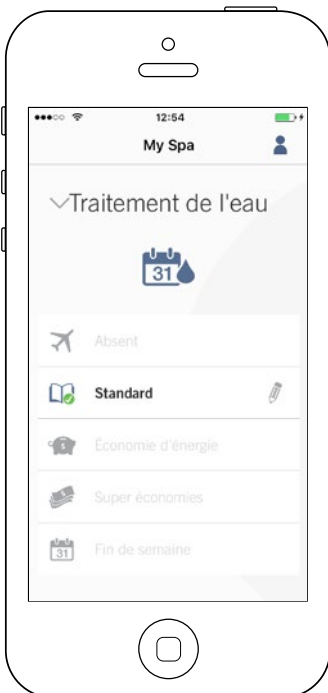 12:54
My Spa
Traitement de l'eau
31
Absent
Standard
Économie d'énergie
Super économies
31
Fin de semaine